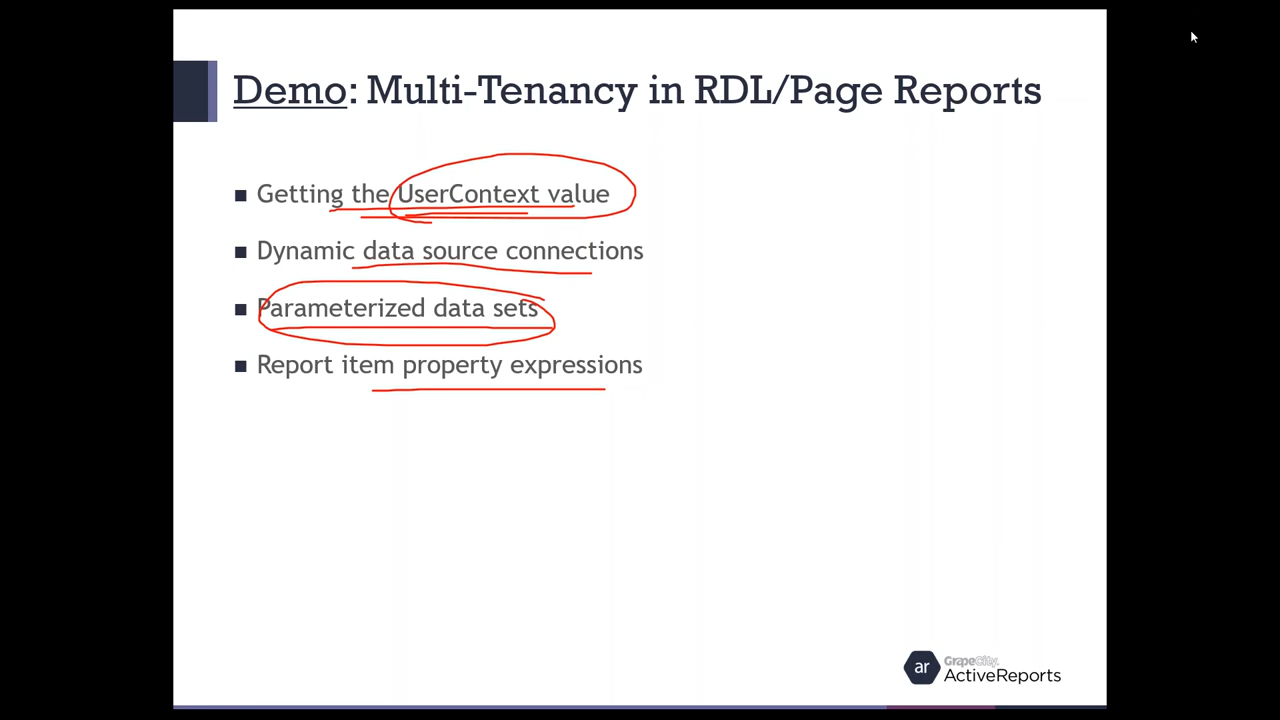 Demo: Multi-Tenancy in RDL/Page Reports
Getting the UserContext value
Dynamic data source connections
Parameterized data sets
Report item property expressions
ar
GrapeCity
ActiveReports